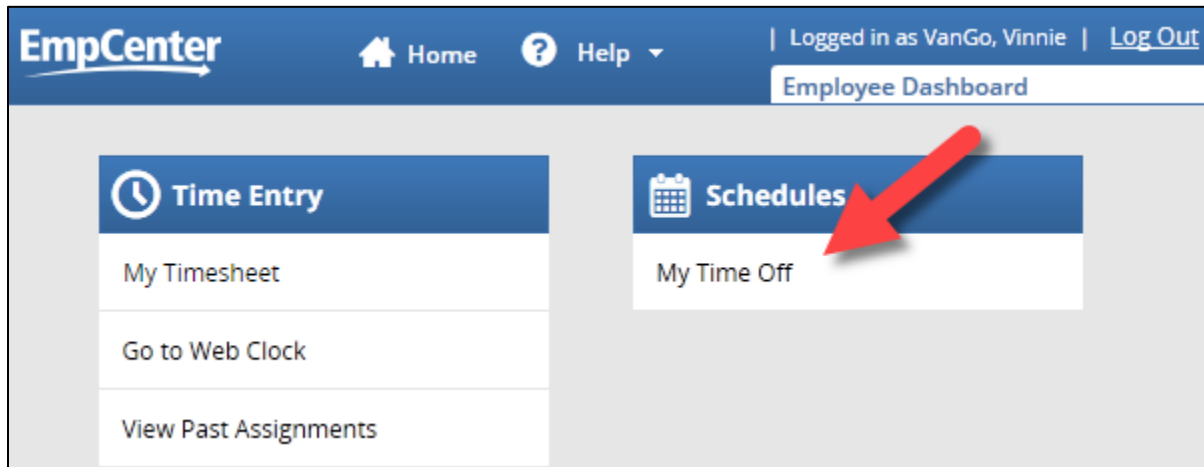 EmpCenter
Home
? Help
| Logged in as VanGo, Vinnie | Log Out
Employee Dashboard
Time Entry
My Timesheet
Go to Web Clock
View Past Assignments
Schedules
My Time Off